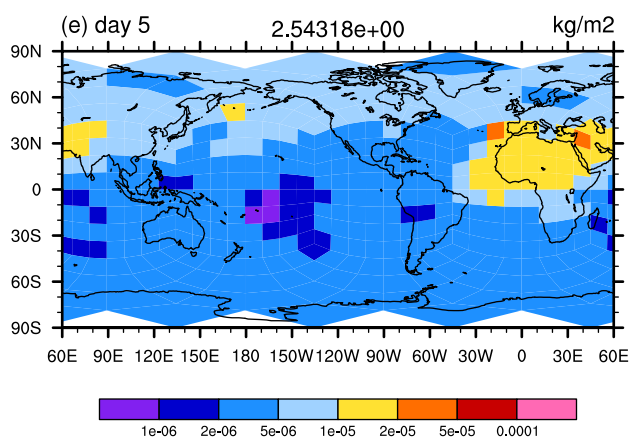 (e) day 5 2.54318e+00 kg/m2
90N
60N
30N
0
30S
60S
90S
60E 90E 120E 150E 180 150W 120W 90W 60W 30W 0 30E 60E
1e-06 2e-06 5e-06 1e-05 2e-05 5e-05 0.0001